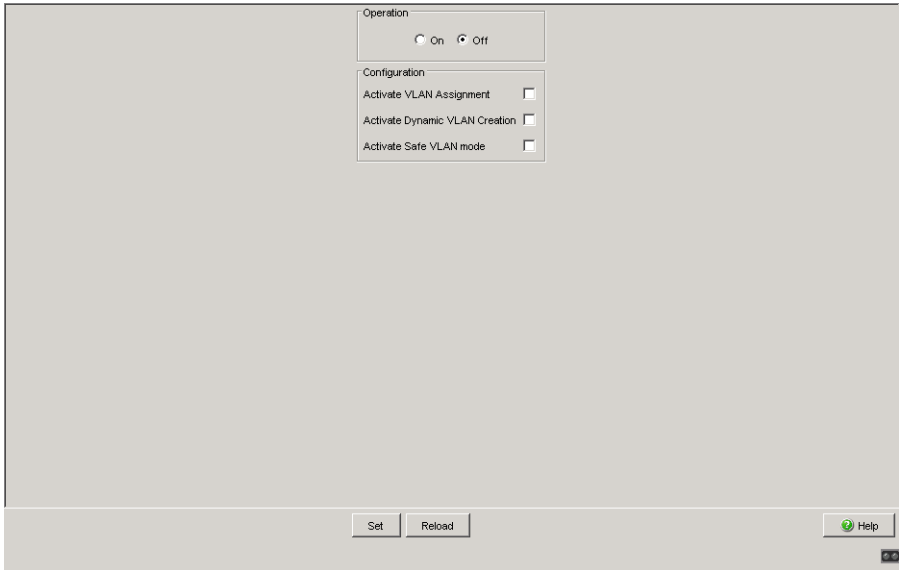 Operation
On Off
Configuration
Activate VLAN Assignment
Activate Dynamic VLAN Creation
Activate Safe VLAN mode
Set Reload Help